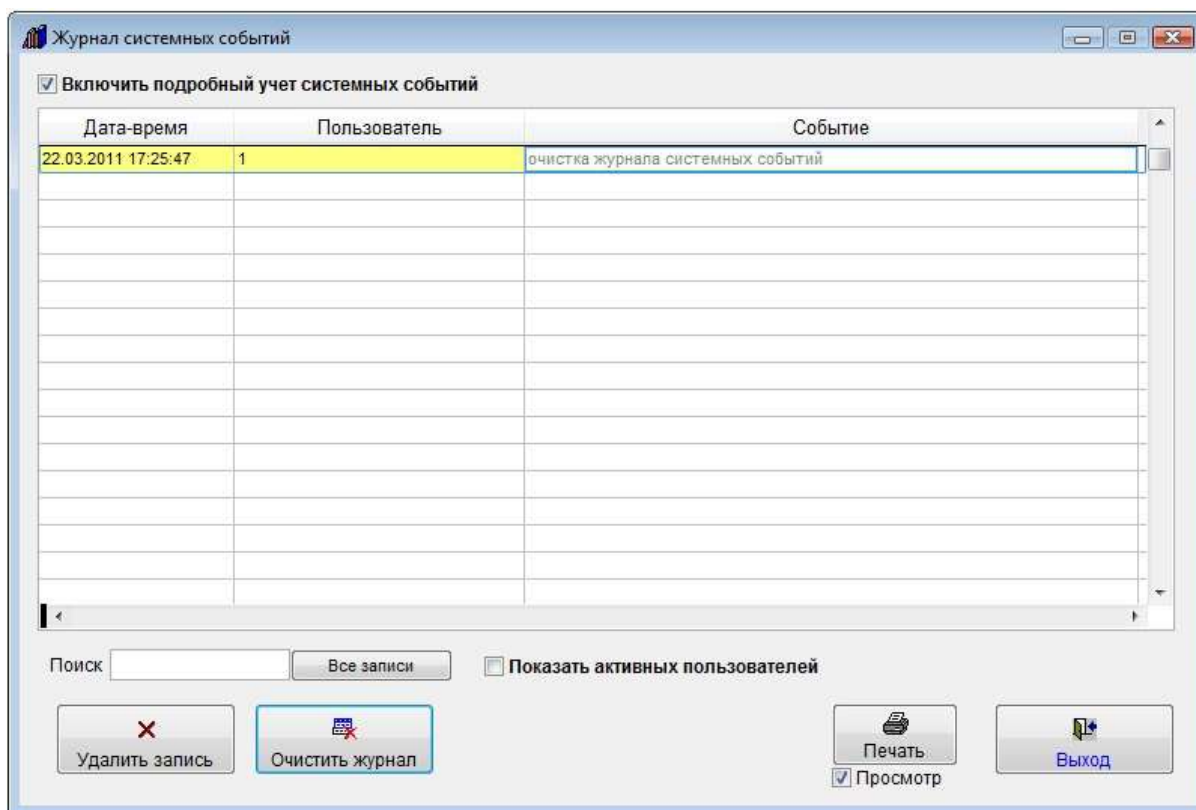 Журнал системных событий
Включить подробный учет системных событий
Дата-время Пользователь Событие
22.03.2011 17:25:47 1 очистка журнала системных событий
Поиск Все записи Показать активных пользователей
Удалить запись Очистить журнал Печать Выход
Просмотр